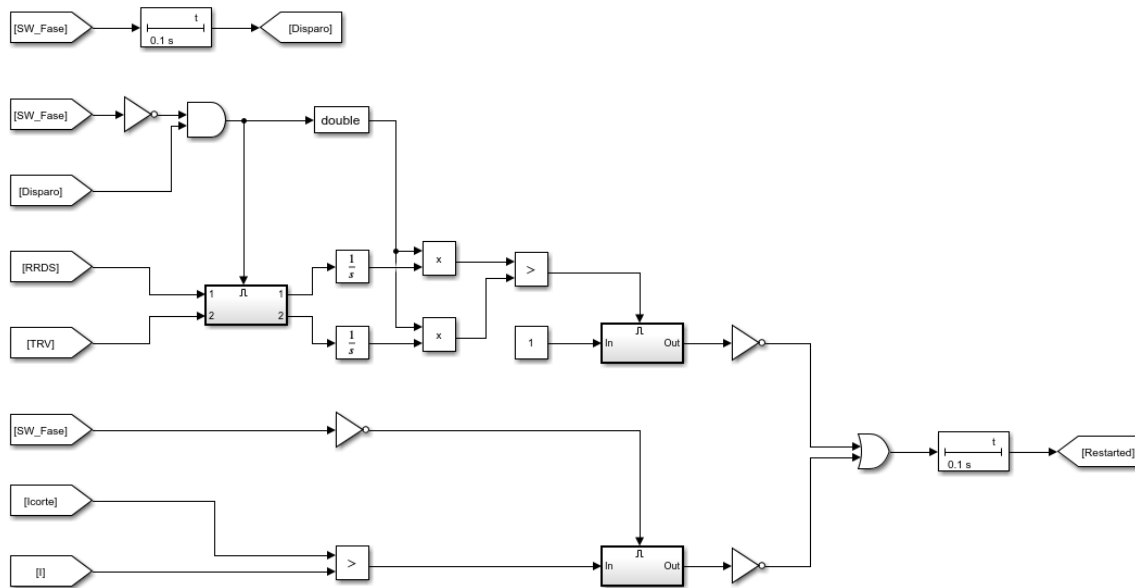 [SW_Fase]
t
0.1 s
[Disparo]
[SW_Fase]
double
[Disparo]
[RRDS]
1
1
2
2
1
s
x
>
[TRV]
1
s
x
1
In
Out
[SW_Fase]
t
0.1 s
[Restarted]
[Icorte]
[I]
>
In
Out